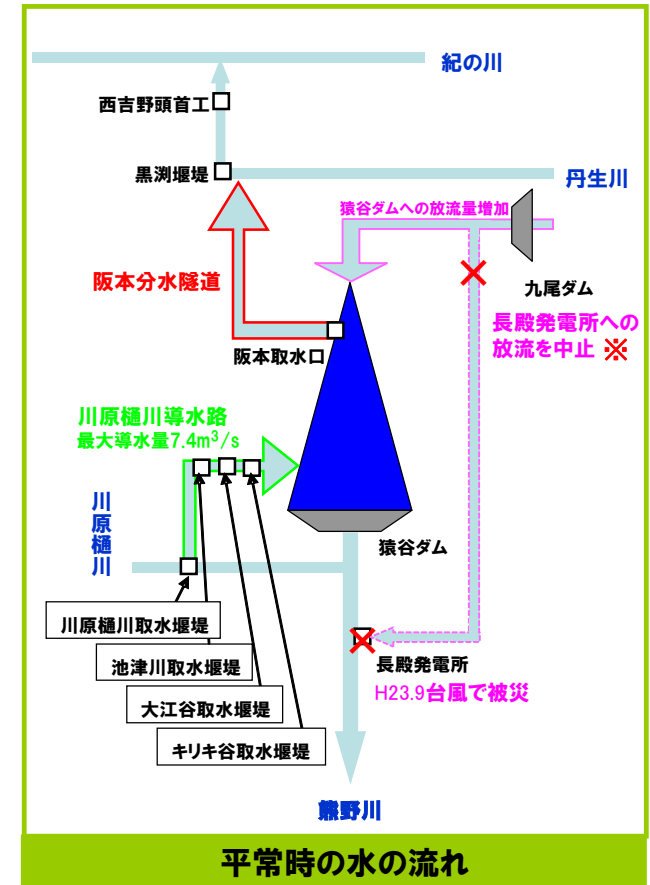 紀の川
西吉野頭首工
黒渕堰堤
丹生川
猿谷ダムへの放流量増加
阪本分水隧道
九尾ダム
長殿発電所への
放流を中止 ※
阪本取水口
川原樋川導水路
最大導水量7.4m³/s
川原樋川
猿谷ダム
川原樋川取水堰堤
池津川取水堰堤
大江谷取水堰堤
キリキ谷取水堰堤
長殿発電所
H23.9台風で被災
熊野川
平常時の水の流れ